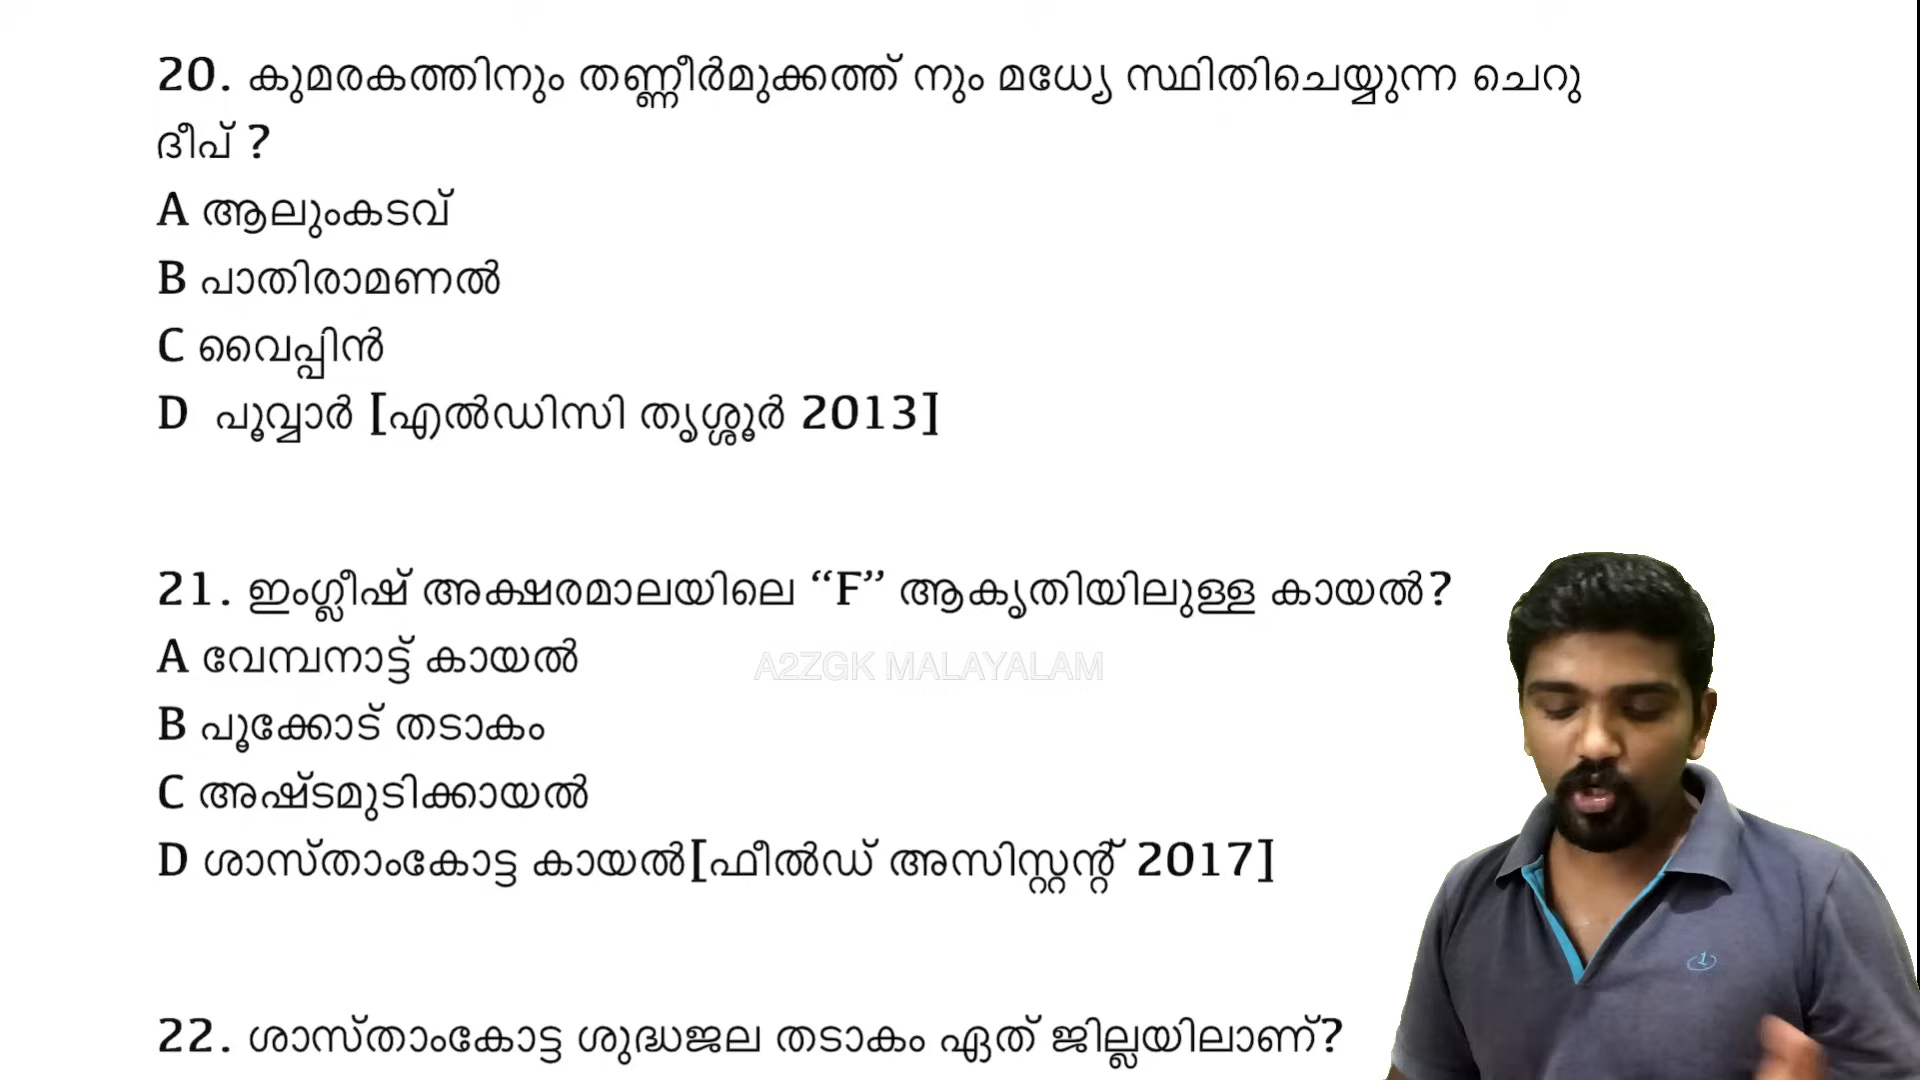 20. കുമരകത്തിനും തണ്ണീർമുക്കത്ത് നും മധ്യേ സ്ഥിതിചെയ്യുന്ന ചെറു
ദീപ് ?
A ആലുംകടവ്
B പാതിരാമണൽ
C വൈപ്പിൻ
D പൂവ്വാർ [എൽഡിസി തൃശ്ശൂർ 2013]
21. ഇംഗ്ലീഷ് അക്ഷരമാലയിലെ “F” ആകൃതിയിലുള്ള കായൽ?
A വേമ്പനാട്ട് കായൽ
A2ZGK MALAYALAM
B പൂക്കോട് തടാകം
C അഷ്ടമുടിക്കായൽ
D ശാസ്താംകോട്ട കായൽ[ഫീൽഡ് അസിസ്റ്റന്റ് 2017]
22. ശാസ്താംകോട്ട ശുദ്ധജല തടാകം ഏത് ജില്ലയിലാണ്?